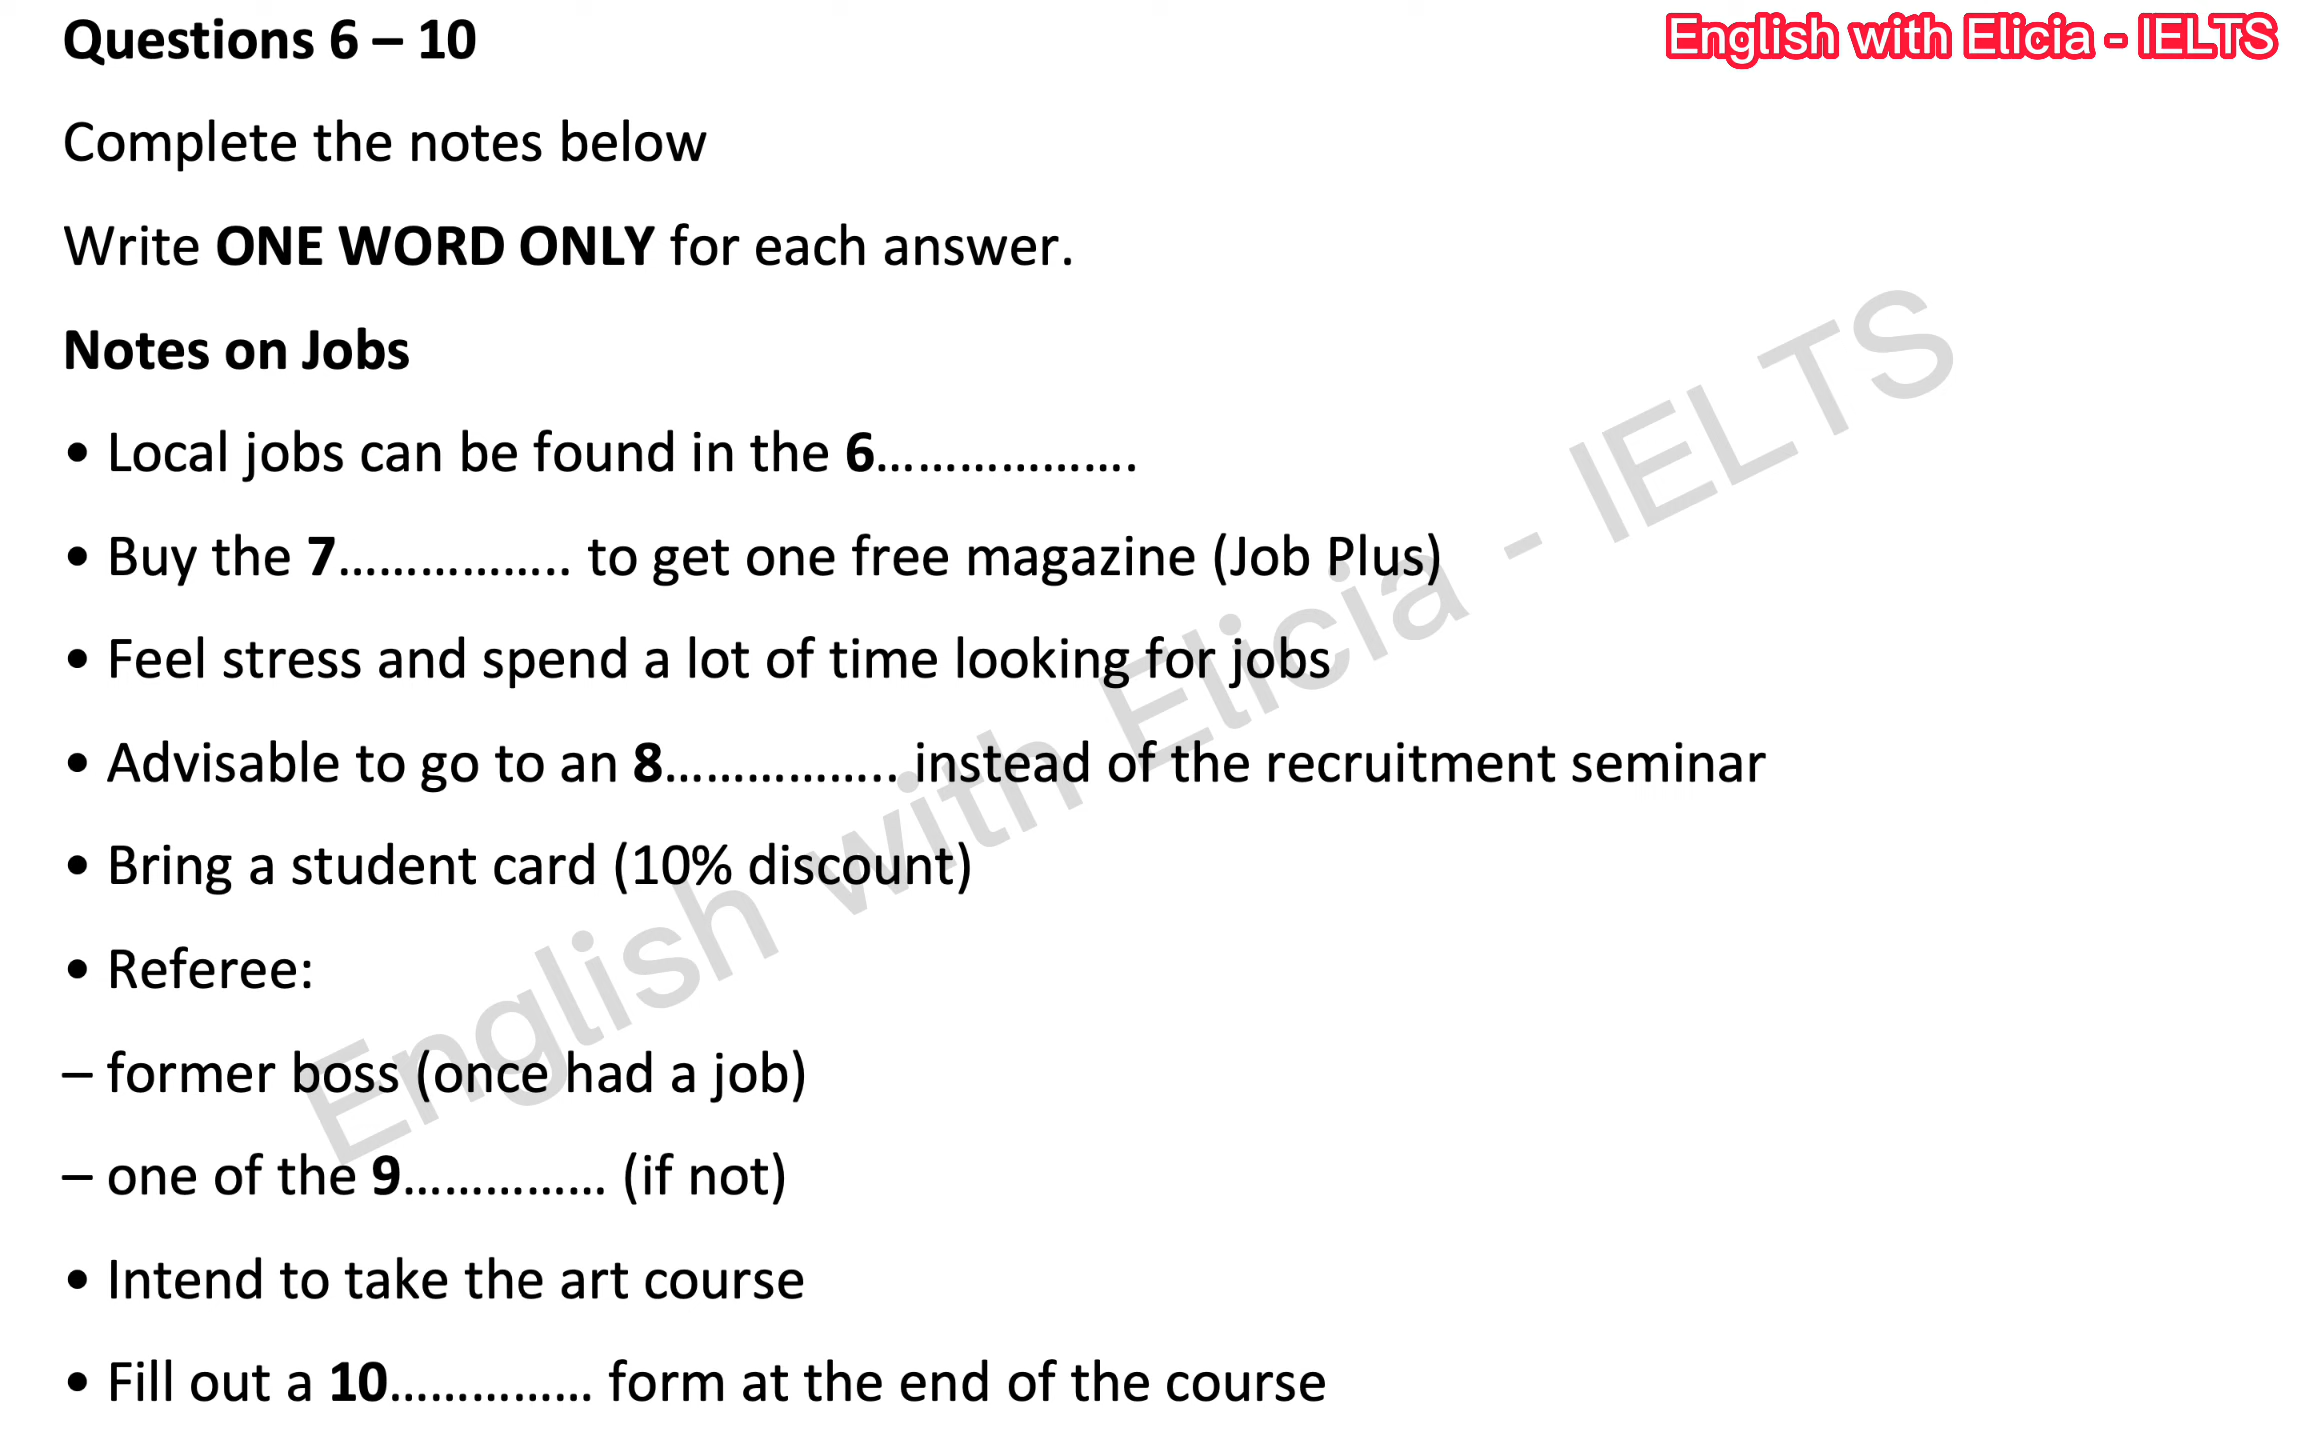 Questions 6 – 10
English with Elicia - IELTS
Complete the notes below
Write ONE WORD ONLY for each answer.
Notes on Jobs
• Local jobs can be found in the 6……………….
• Buy the 7…………….. to get one free magazine (Job Plus)
• Feel stress and spend a lot of time looking for jobs
• Advisable to go to an 8…………….. instead of the recruitment seminar
• Bring a student card (10% discount)
• Referee:
– former boss (once had a job)
– one of the 9…………… (if not)
• Intend to take the art course
• Fill out a 10…………… form at the end of the course
English with Elicia - IELTS